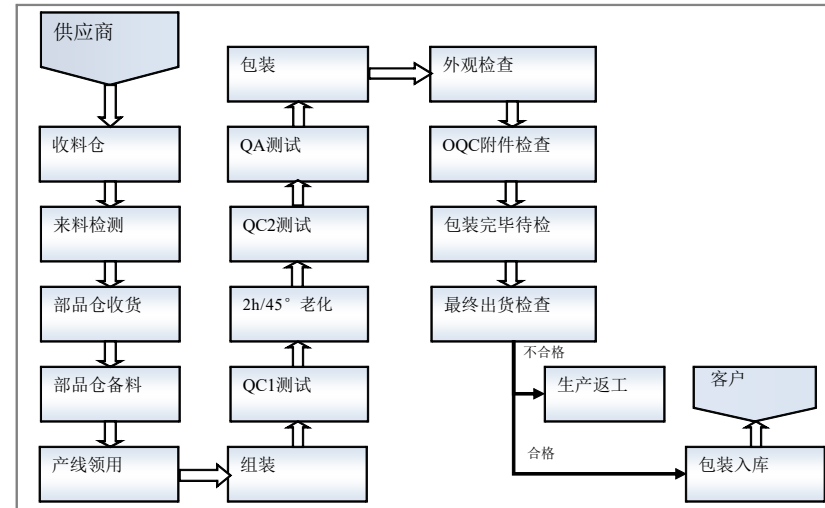 供应商
收料仓
来料检测
部品仓收货
部品仓备料
产线领用
组装
QC1测试
2h/45°老化
QC2测试
QA测试
包装
外观检查
OQC附件检查
包装完毕待检
最终出货检查
不合格
生产返工
合格
包装入库
客户